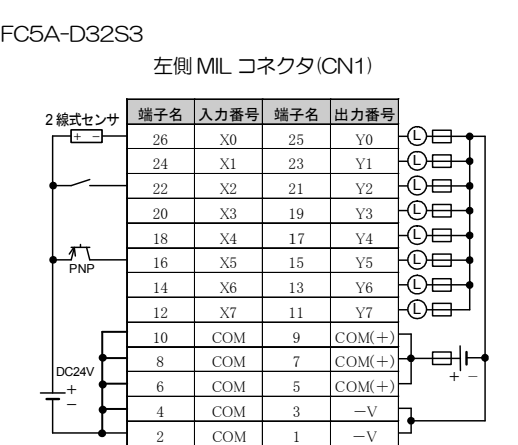 FC5A-D32S3
左側 MIL コネクタ(CN1)
2 線式センサ
端子名 入力番号 端子名 出力番号
+ −
26 X0 25 Y0 L
24 X1 23 Y1 L
22 X2 21 Y2 L
20 X3 19 Y3 L
18 X4 17 Y4 L
16 X5 15 Y5 L
PNP
14 X6 13 Y6 L
12 X7 11 Y7 L
10 COM 9 COM(+)
8 COM 7 COM(+)
DC24V
+ −
6 COM 5 COM(+)
+
−
4 COM 3 −V
2 COM 1 −V